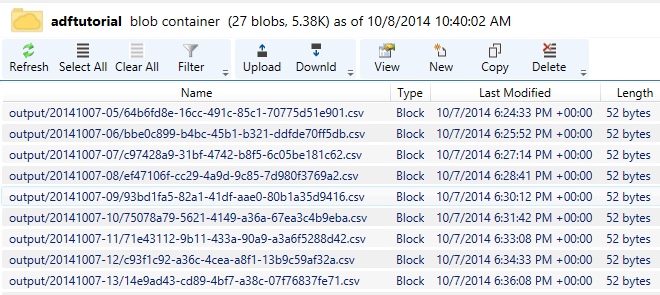 adftutorial blob container (27 blobs, 5.38K) as of 10/8/2014 10:40:02 AM
Refresh Select All Clear All Filter Upload Downld View New Copy Delete
Name Type Last Modified Length
output/20141007-05/64b6fd8e-16cc-491c-85c1-70775d51e901.csv Block 10/7/2014 6:24:33 PM +00:00 52 bytes
output/20141007-06/bbe0c899-b4bc-45b1-b321-ddfde70ff5db.csv Block 10/7/2014 6:25:52 PM +00:00 52 bytes
output/20141007-07/c97428a9-31bf-4742-b8f5-6c05be181c62.csv Block 10/7/2014 6:27:14 PM +00:00 52 bytes
output/20141007-08/ef47106f-cc29-4a9d-9c85-7d980f3769a2.csv Block 10/7/2014 6:28:41 PM +00:00 52 bytes
output/20141007-09/93bd1fa5-82a1-41df-aae0-80b1a35d9416.csv Block 10/7/2014 6:30:12 PM +00:00 52 bytes
output/20141007-10/75078a79-5621-4149-a36a-67ea3c4b9eba.csv Block 10/7/2014 6:31:42 PM +00:00 52 bytes
output/20141007-11/71e43112-9b11-433a-90a9-a3a6f5288d42.csv Block 10/7/2014 6:33:08 PM +00:00 52 bytes
output/20141007-12/c93f1c92-a36c-4cea-a8f1-13b9c59af32a.csv Block 10/7/2014 6:34:33 PM +00:00 52 bytes
output/20141007-13/14e9ad43-cd89-4bf7-a38c-07f76837fe71.csv Block 10/7/2014 6:36:08 PM +00:00 52 bytes